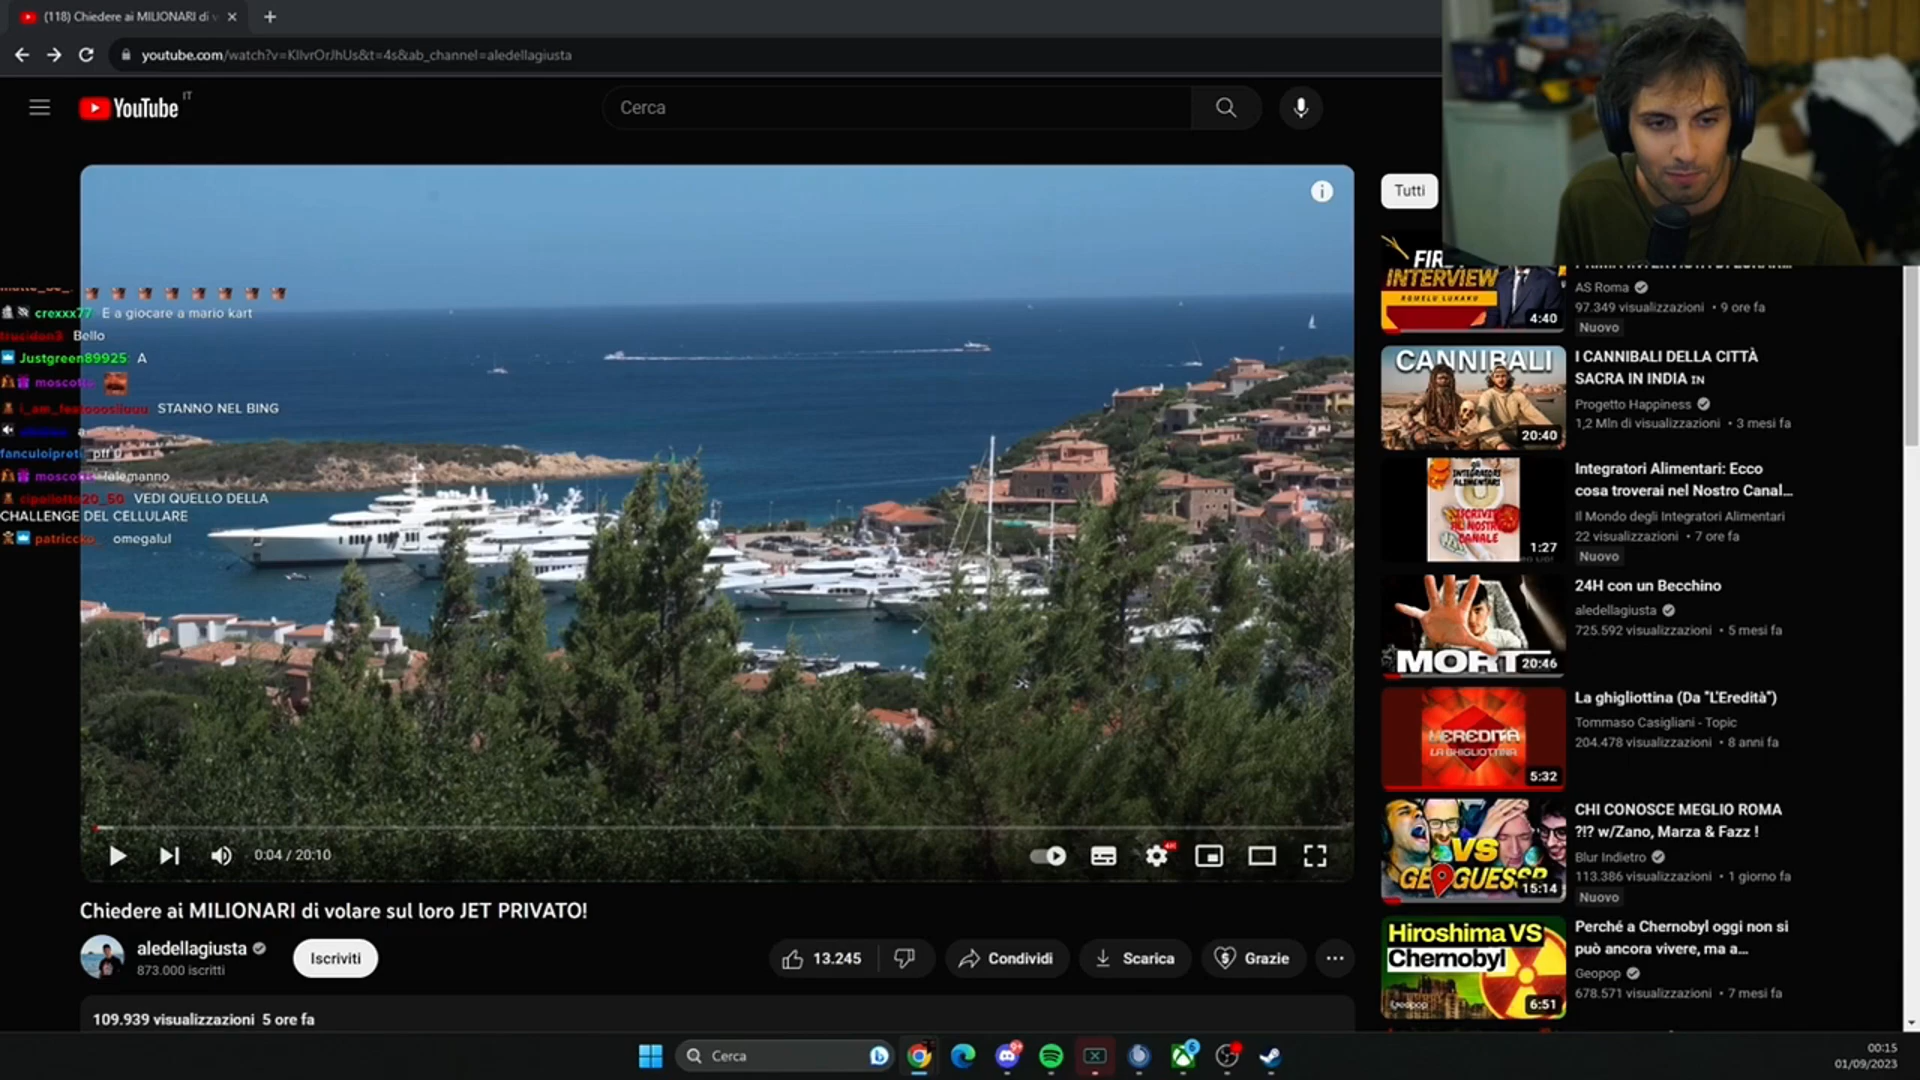 (118) Chiedere ai MILIONARI di v
youtube.com/watch?v=KIlvrOrJhUs&t=4s&ab_channel=aledellagiusta
YouTube IT
Cerca
crexxx77 E a giocare a mario kart
Bello
Justgreen89925: A
STANNO NEL BING
VEDI QUELLO DELLA
CHALLENGE DEL CELLULARE
omegalul
0:04 / 20:10
Chiedere ai MILIONARI di volare sul loro JET PRIVATO!
aledellagiusta
873.000 iscritti
Iscriviti
13.245
Condividi
Scarica
Grazie
109.939 visualizzazioni 5 ore fa
Tutti
INTERVIEW
ROMELU LUKAKU
4:40
AS Roma
97.349 visualizzazioni • 9 ore fa
Nuovo
CANNIBALI
20:40
I CANNIBALI DELLA CITTÀ
SACRA IN INDIA IN
Progetto Happiness
1,2 Mln di visualizzazioni • 3 mesi fa
INTEGRATORI
ALIMENTARI
CANALE
1:27
Integratori Alimentari: Ecco
cosa troverai nel Nostro Canal...
Il Mondo degli Integratori Alimentari
22 visualizzazioni • 7 ore fa
Nuovo
MORT
20:46
24H con un Becchino
aledellagiusta
725.592 visualizzazioni • 5 mesi fa
L'EREDITÀ
LA GHIGLIOTTINA
5:32
La ghigliottina (Da "L'Eredità")
Tommaso Casigliani - Topic
204.478 visualizzazioni • 8 anni fa
VS
15:14
CHI CONOSCE MEGLIO ROMA
?!? w/Zano, Marza & Fazz !
Blur Indietro
113.386 visualizzazioni • 1 giorno fa
Nuovo
Hiroshima VS
Chernobyl
Geopop
6:51
Perché a Chernobyl oggi non si
può ancora vivere, ma a...
Geopop
678.571 visualizzazioni • 7 mesi fa
Cerca
00:15
01/09/2023